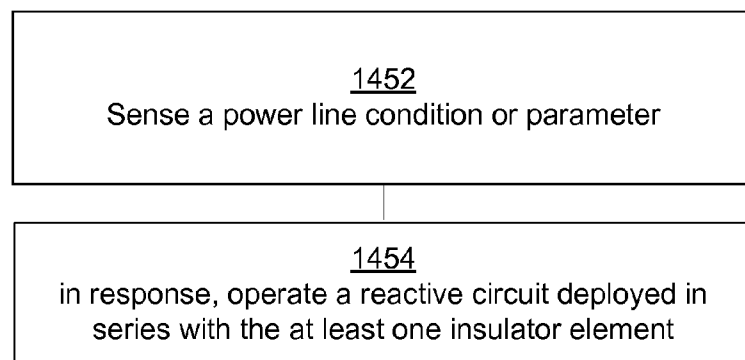 1452
Sense a power line condition or parameter
1454
in response, operate a reactive circuit deployed in
series with the at least one insulator element